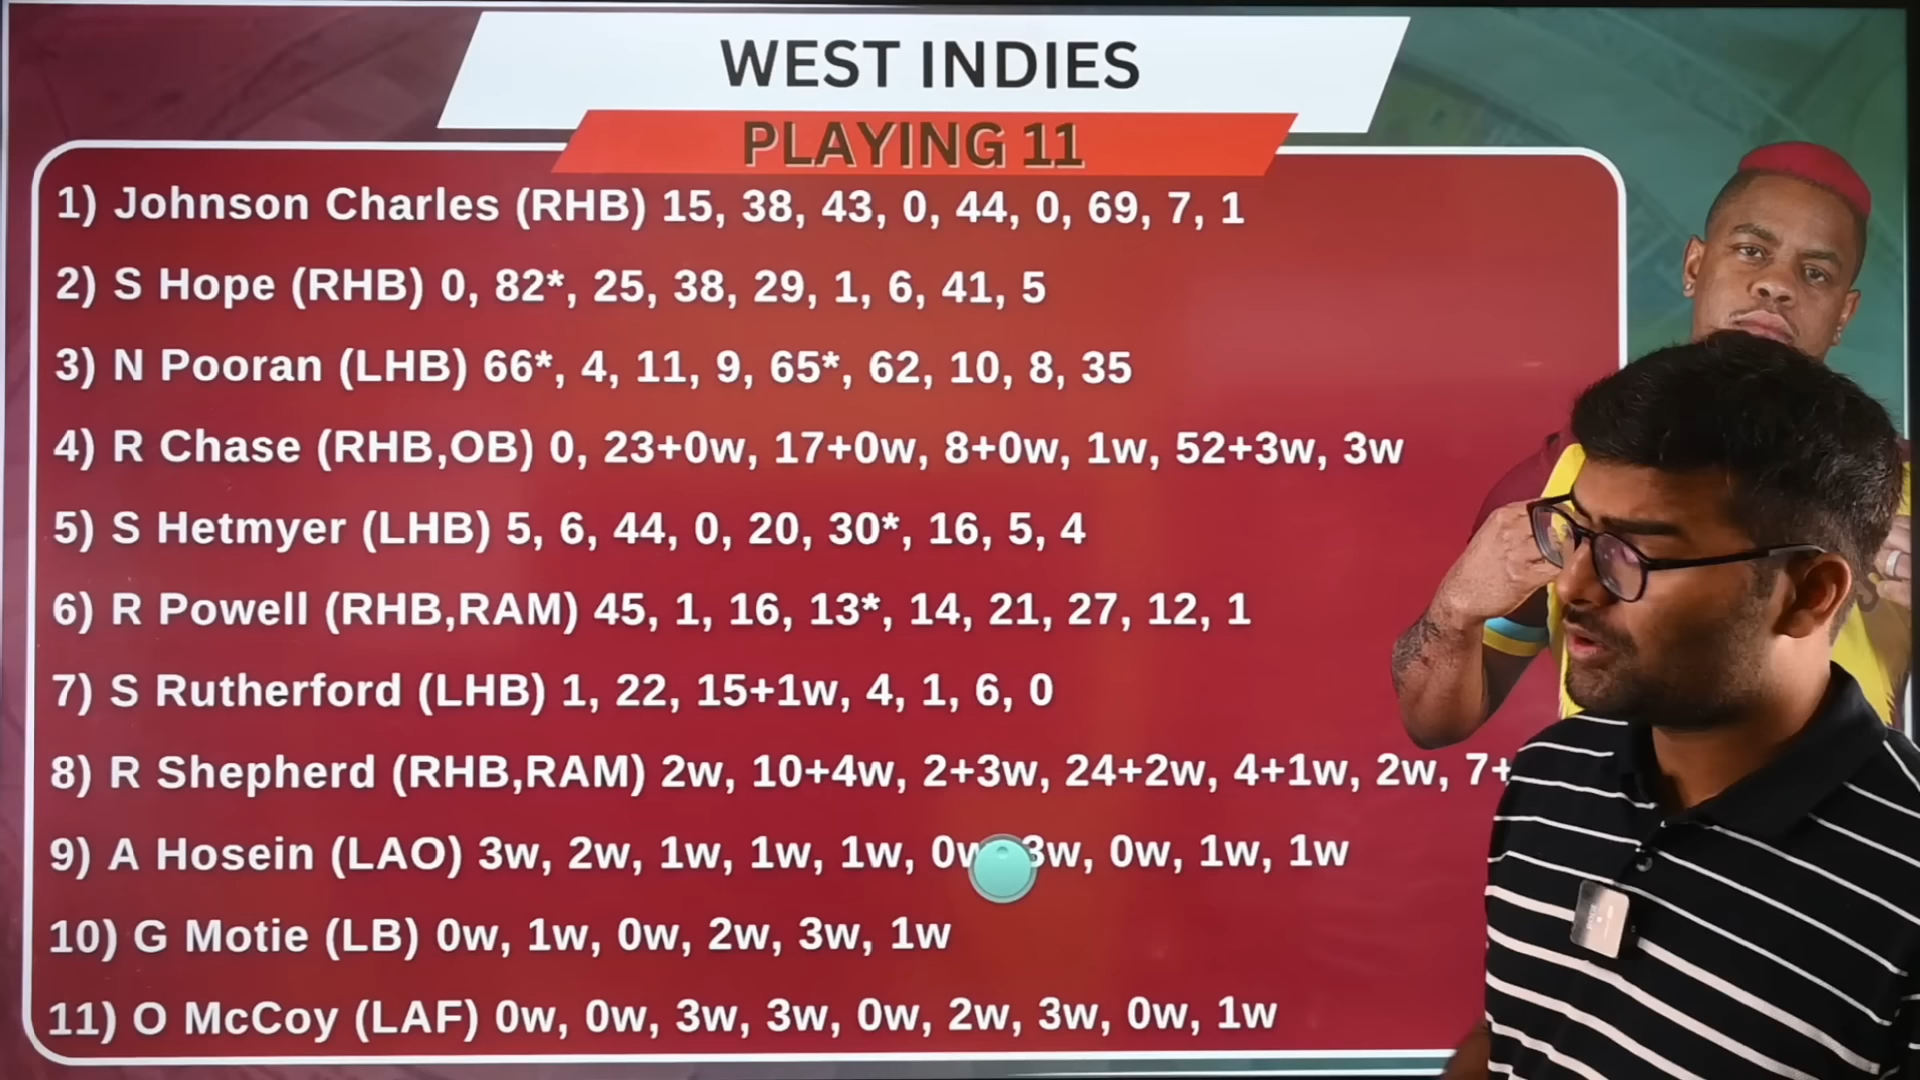 WEST INDIES
PLAYING 11
1) Johnson Charles (RHB) 15, 38, 43, 0, 44, 0, 69, 7, 1
2) S Hope (RHB) 0, 82*, 25, 38, 29, 1, 6, 41, 5
3) N Pooran (LHB) 66*, 4, 11, 9, 65*, 62, 10, 8, 35
4) R Chase (RHB,OB) 0, 23+0w, 17+0w, 8+0w, 1w, 52+3w, 3w
5) S Hetmyer (LHB) 5, 6, 44, 0, 20, 30*, 16, 5, 4
6) R Powell (RHB,RAM) 45, 1, 16, 13*, 14, 21, 27, 12, 1
7) S Rutherford (LHB) 1, 22, 15+1w, 4, 1, 6, 0
8) R Shepherd (RHB,RAM) 2w, 10+4w, 2+3w, 24+2w, 4+1w, 2w, 7+
9) A Hosein (LAO) 3w, 2w, 1w, 1w, 1w, 0w 3w, 0w, 1w, 1w
10) G Motie (LB) 0w, 1w, 0w, 2w, 3w, 1w
11) O McCoy (LAF) 0w, 0w, 3w, 3w, 0w, 2w, 3w, 0w, 1w